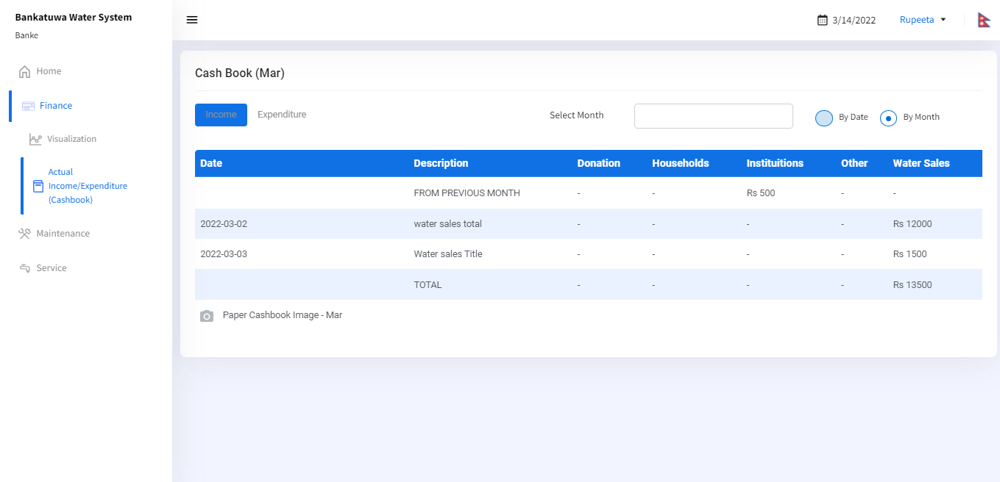 Bankatuwa Water System
Banke
3/14/2022 Rupeeta
Home
Finance
Visualization
Actual
Income/Expenditure
(Cashbook)
Maintenance
Service
Cash Book (Mar)
Income Expenditure Select Month By Date By Month
Date Description Donation Households Instituitions Other Water Sales
FROM PREVIOUS MONTH - - Rs 500 - -
2022-03-02 water sales total - - - - Rs 12000
2022-03-03 Water sales Title - - - - Rs 1500
TOTAL - - - - Rs 13500
Paper Cashbook Image - Mar